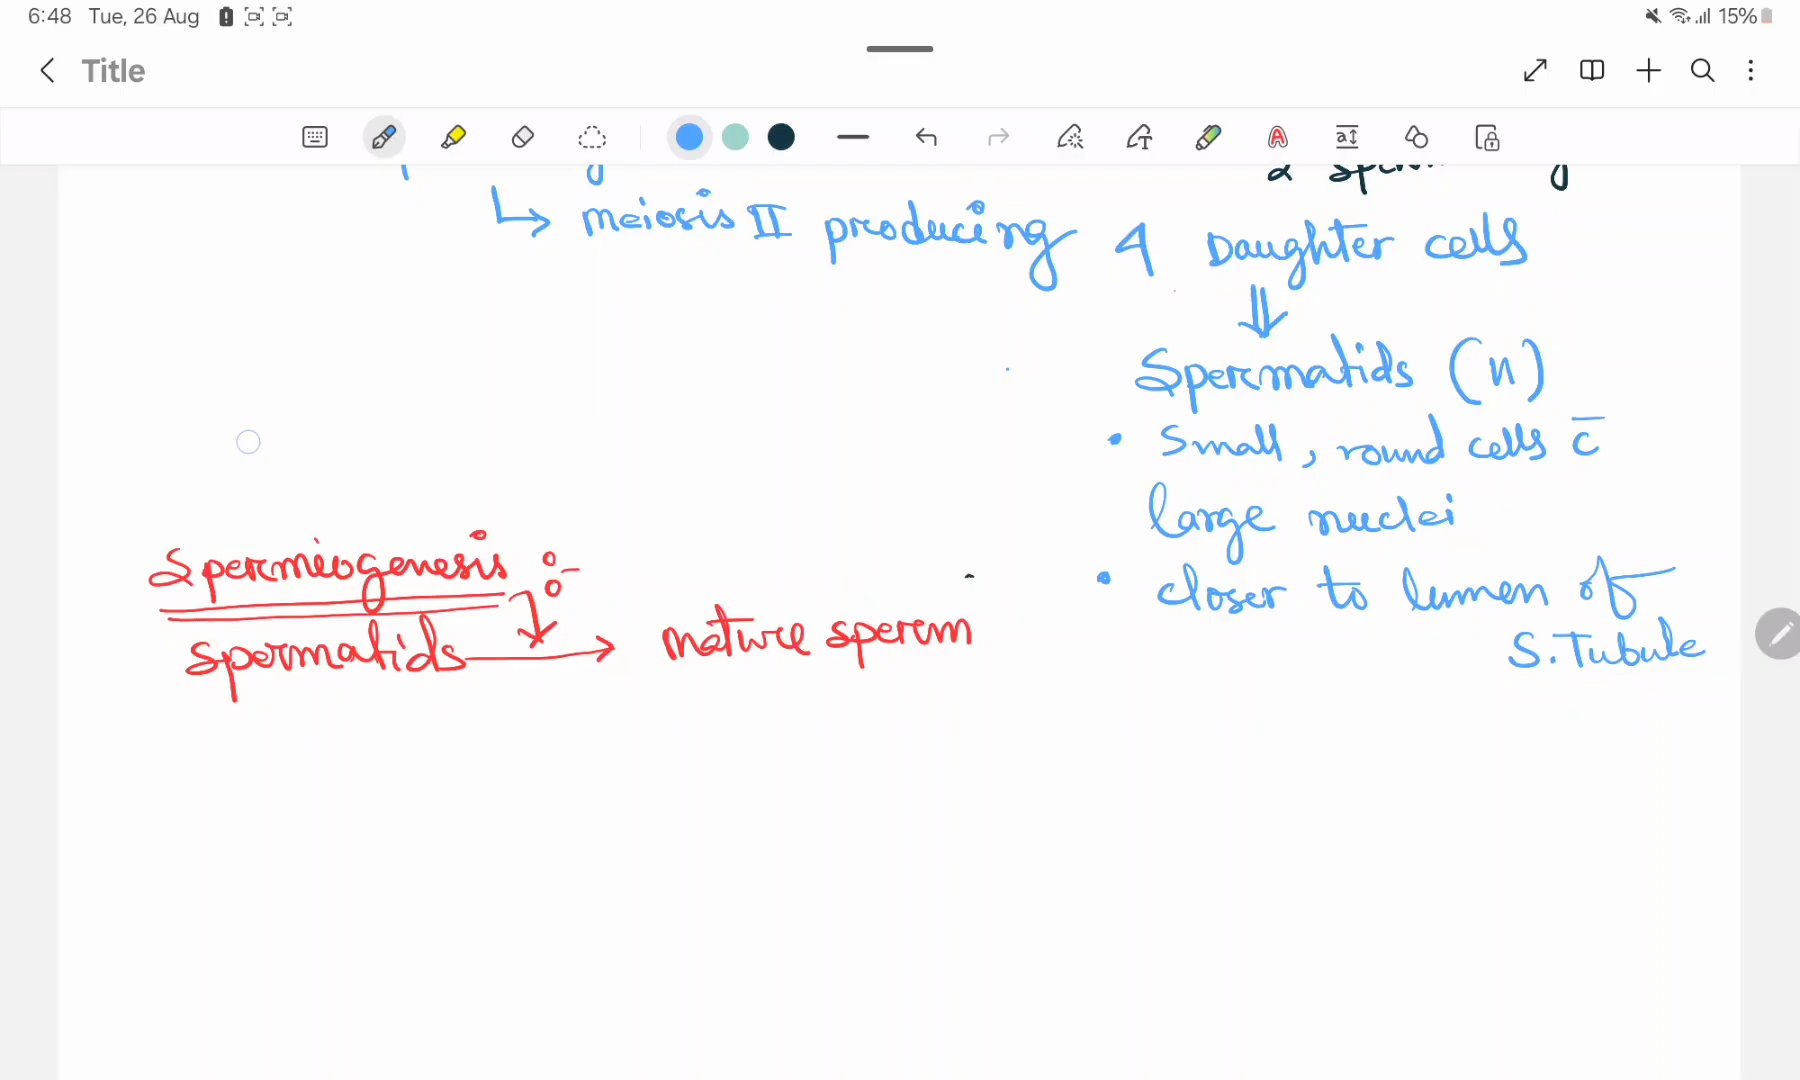 6:48 Tue, 26 Aug
15%
Title
meiosis II producing 4 Daughter cells
Spermatids (n)
• Small, round cells c̄
large nuclei
Spermiogenesis :-
• closer to lumen of
S. Tubule
spermatids → mature sperm